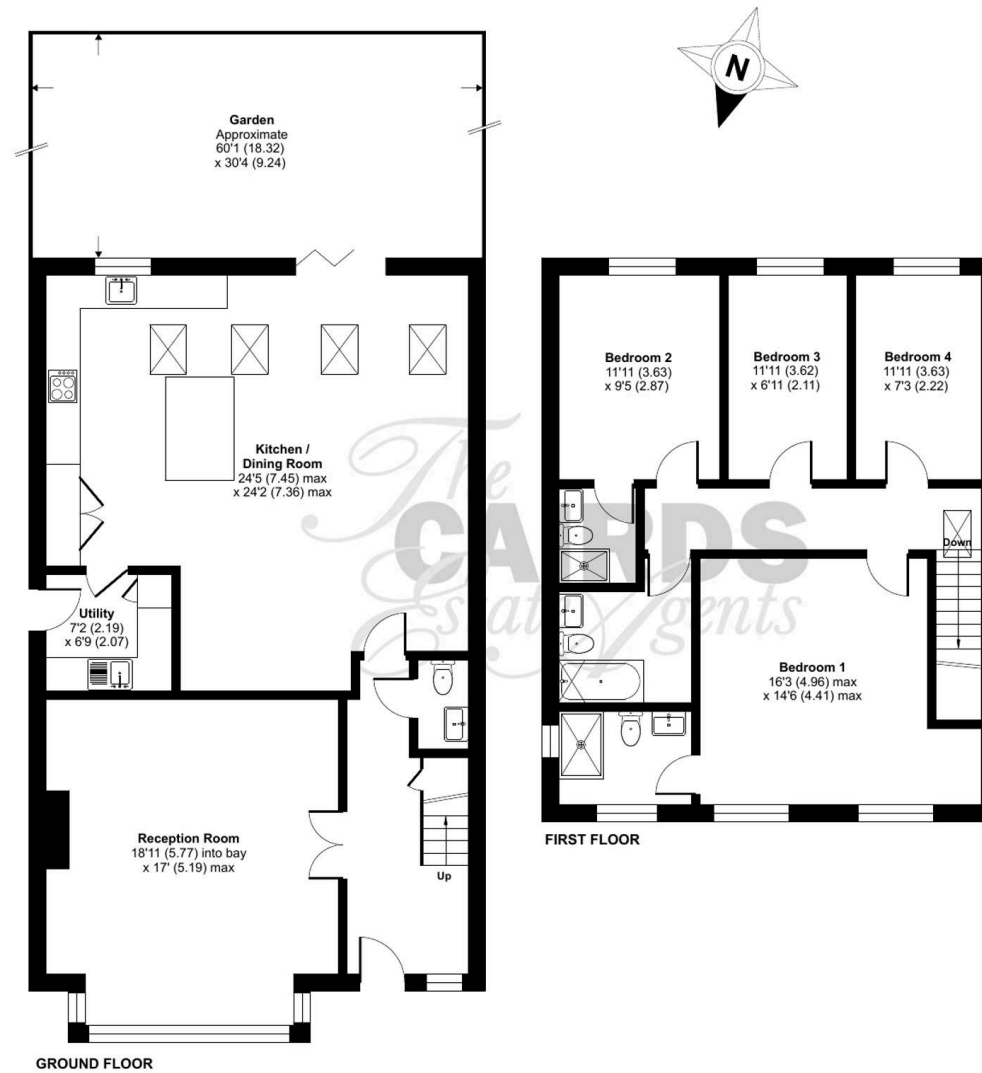 N
Garden
Approximate
60'1 (18.32)
x 30'4 (9.24)
Kitchen /
Dining Room
24'5 (7.45) max
x 24'2 (7.36) max
Utility
7'2 (2.19)
x 6'9 (2.07)
Reception Room
18'11 (5.77) into bay
x 17' (5.19) max
Up
GROUND FLOOR
Bedroom 2
11'11 (3.63)
x 9'5 (2.87)
Bedroom 3
11'11 (3.62)
x 6'11 (2.11)
Bedroom 4
11'11 (3.63)
x 7'3 (2.22)
Down
Bedroom 1
16'3 (4.96) max
x 14'6 (4.41) max
FIRST FLOOR
The
CARDS
Estate Agents